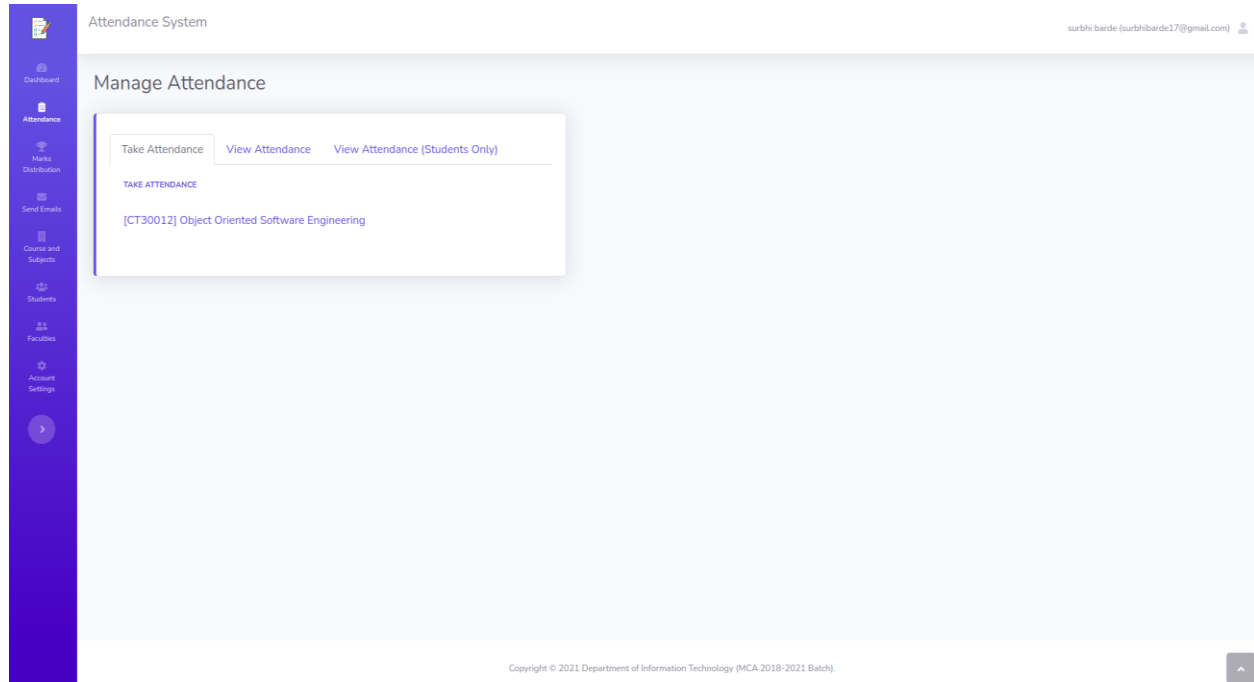 Attendance System
surbhi barde (surbhibarde17@gmail.com)
Dashboard
Attendance
Marks
Distribution
Send Emails
Course and
Subjects
Students
Faculties
Account
Settings
Manage Attendance
Take Attendance View Attendance View Attendance (Students Only)
TAKE ATTENDANCE
[CT30012] Object Oriented Software Engineering
Copyright © 2021 Department of Information Technology (MCA 2018-2021 Batch).